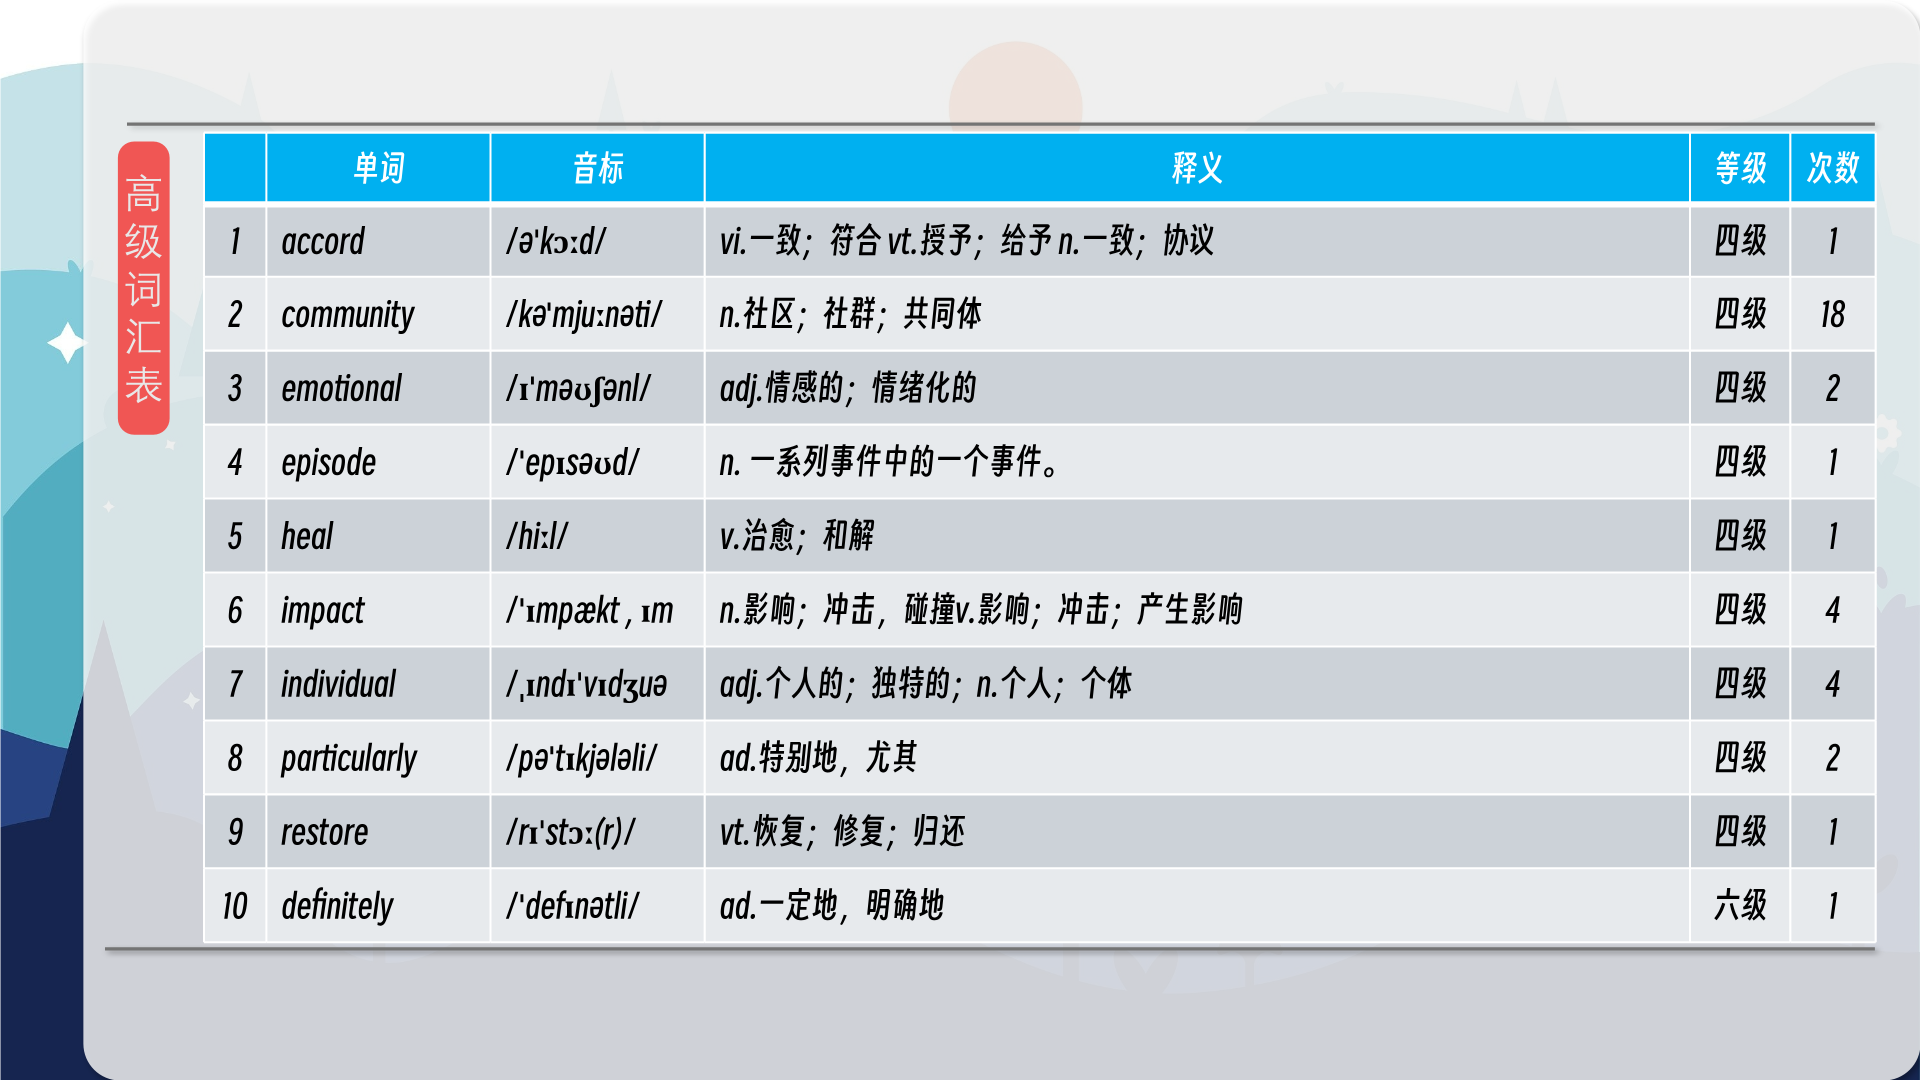 高级词汇表
单词 音标 释义 等级 次数
1 accord /ə'kɔːd/ vi.一致；符合 vt.授予；给予 n.一致；协议 四级 1
2 community /kə'mjuːnəti/ n.社区；社群；共同体 四级 18
3 emotional /ɪ'məʊʃənl/ adj.情感的；情绪化的 四级 2
4 episode /'epɪsəʊd/ n. 一系列事件中的一个事件。 四级 1
5 heal /hiːl/ v.治愈；和解 四级 1
6 impact /'ɪmpækt , ɪm n.影响；冲击，碰撞v.影响；冲击；产生影响 四级 4
7 individual /ˌɪndɪ'vɪdʒuə adj.个人的；独特的；n.个人；个体 四级 4
8 particularly /pə'tɪkjələli/ ad.特别地，尤其 四级 2
9 restore /rɪ'stɔː(r)/ vt.恢复；修复；归还 四级 1
10 definitely /'defɪnətli/ ad.一定地，明确地 六级 1